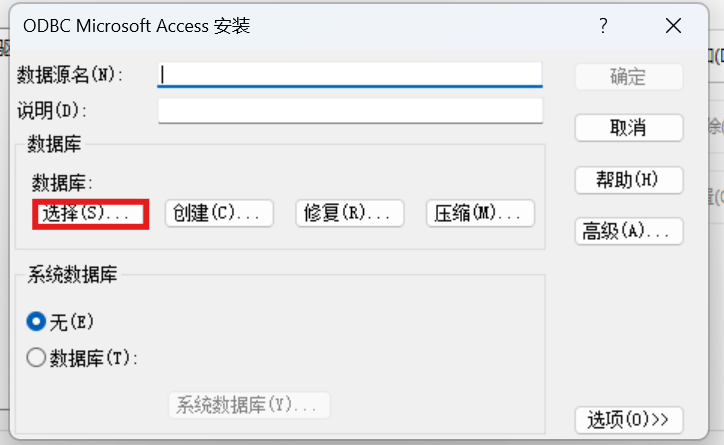 ODBC Microsoft Access 安装
数据源名(N):
确定
说明(D):
取消
数据库
数据库:
帮助(H)
选择(S)... 创建(C)... 修复(R)... 压缩(M)...
高级(A)...
系统数据库
无(E)
数据库(T):
系统数据库(Y)...
选项(O)>>